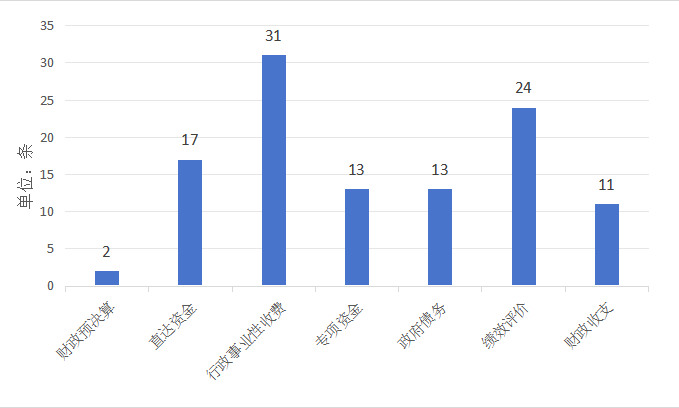 35
30
25
20
15
10
5
0
单位：条
2
17
31
13
13
24
11
财政预决算
直达资金
行政事业性收费
专项资金
政府债务
绩效评价
财政收支